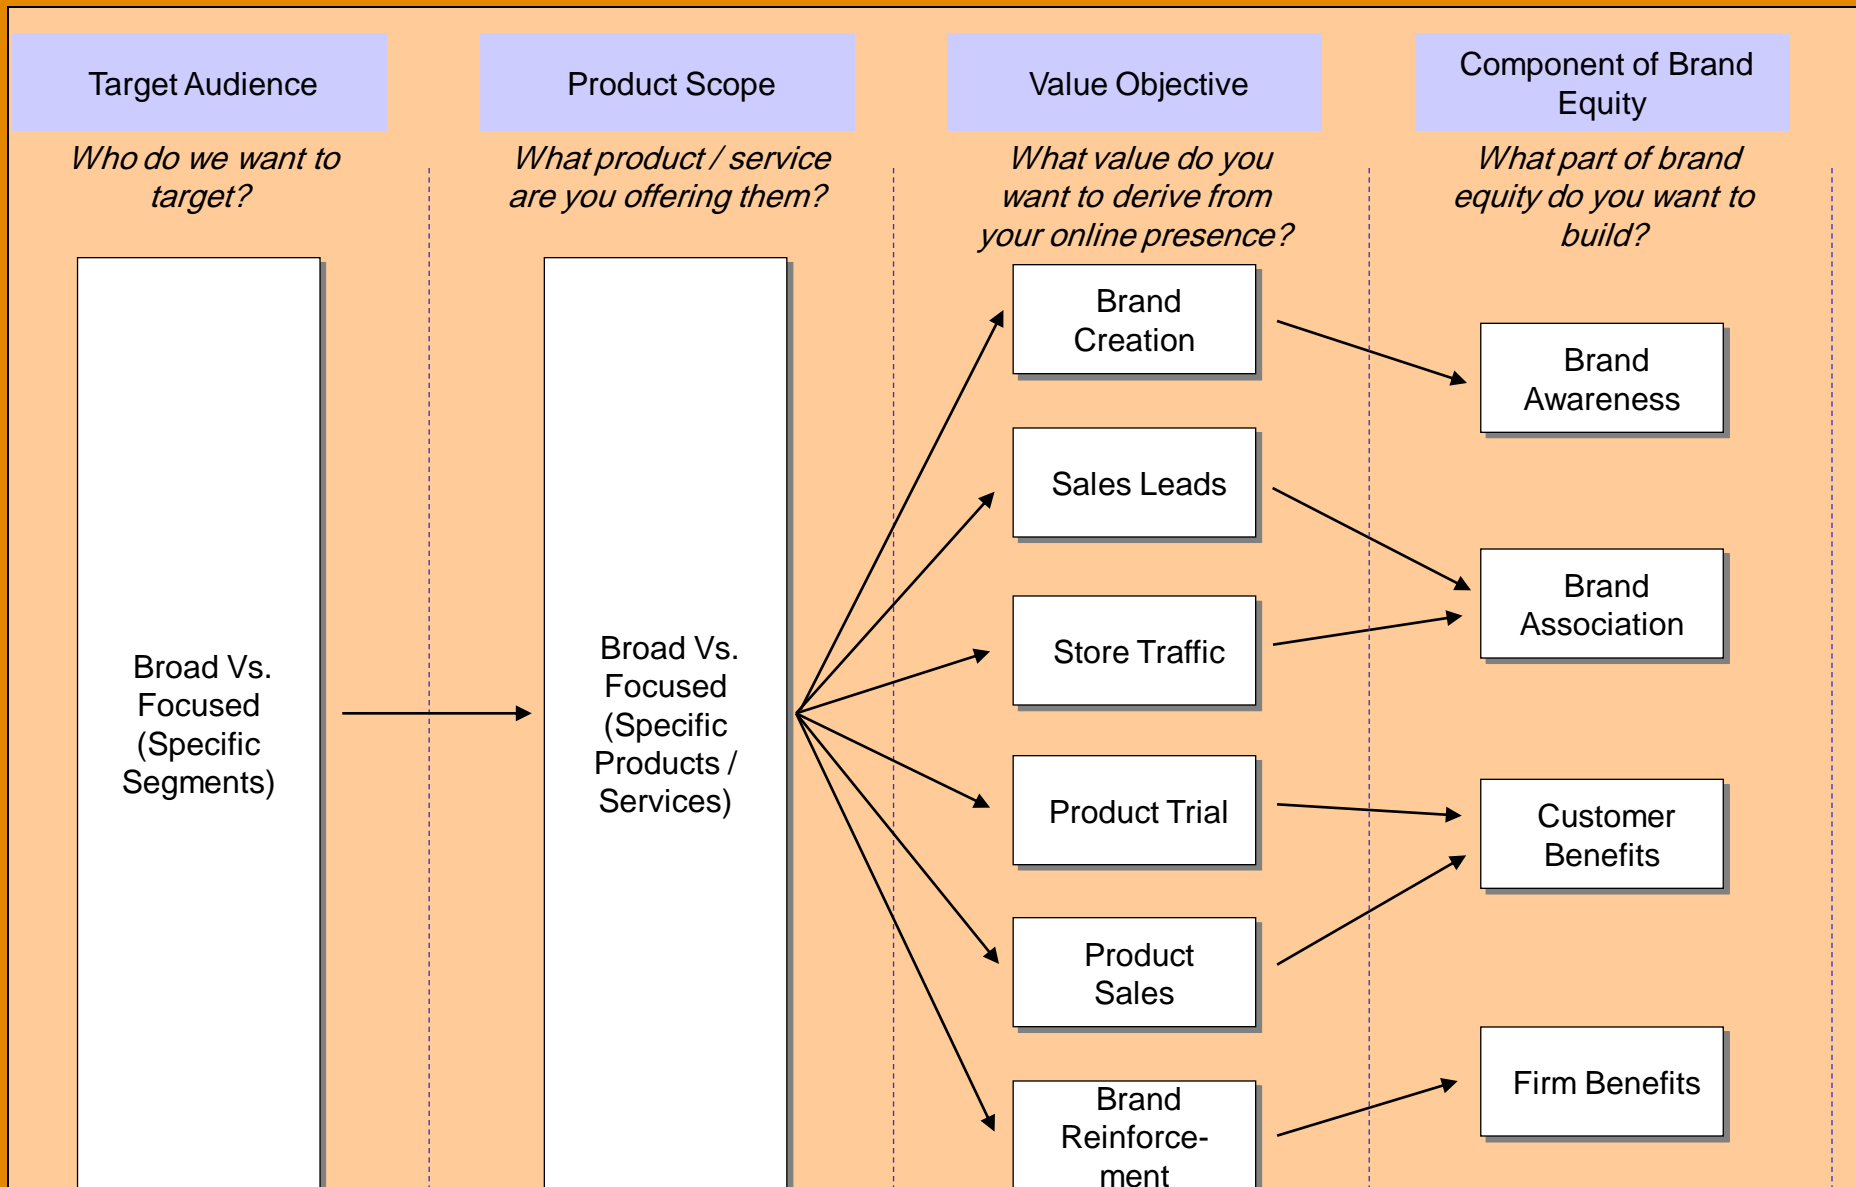 Target Audience
Who do we want to
target?
Broad Vs.
Focused
(Specific
Segments)
Product Scope
What product / service
are you offering them?
Broad Vs.
Focused
(Specific
Products /
Services)
Value Objective
What value do you
want to derive from
your online presence?
Brand
Creation
Sales Leads
Store Traffic
Product Trial
Product
Sales
Brand
Reinforce-
ment
Component of Brand
Equity
What part of brand
equity do you want to
build?
Brand
Awareness
Brand
Association
Customer
Benefits
Firm Benefits